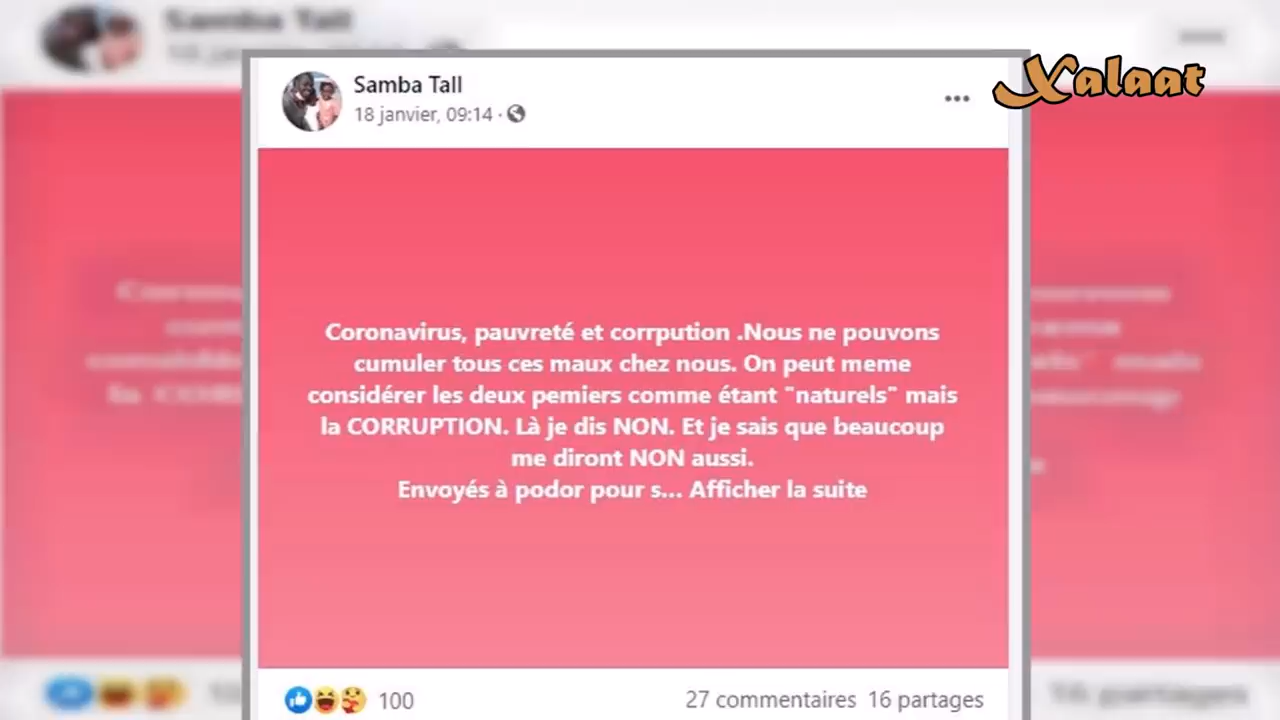 Samba Tall
18 janvier, 09:14 ·
Xalaat
Coronavirus, pauvreté et corrpution .Nous ne pouvons
cumuler tous ces maux chez nous. On peut meme
considérer les deux pemiers comme étant "naturels" mais
la CORRUPTION. Là je dis NON. Et je sais que beaucoup
me diront NON aussi.
Envoyés à podor pour s... Afficher la suite
100
27 commentaires 16 partages